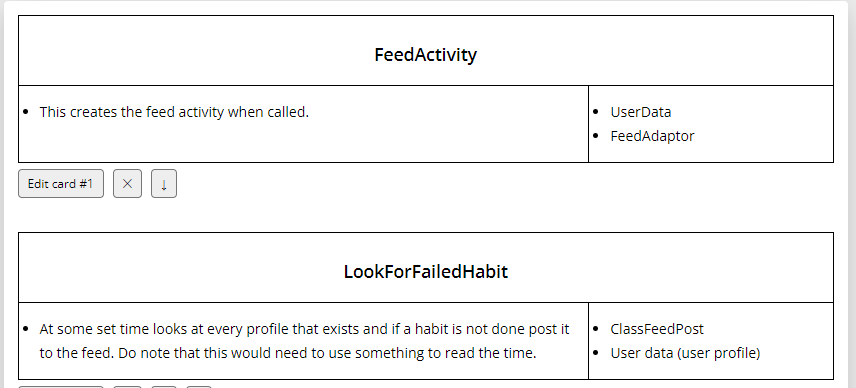 FeedActivity
• This creates the feed activity when called.
• UserData
• FeedAdaptor
Edit card #1
×
↓
LookForFailedHabit
• At some set time looks at every profile that exists and if a habit is not done post it
to the feed. Do note that this would need to use something to read the time.
• ClassFeedPost
• User data (user profile)